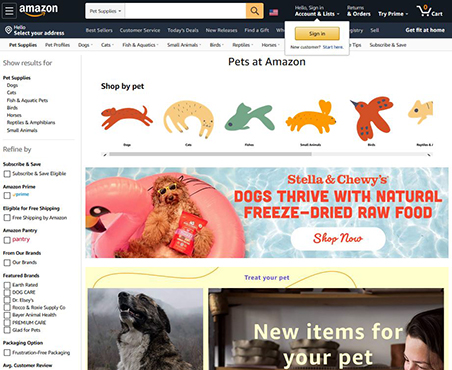 amazon
Hello
Select your address
Pet Supplies
Hello, Sign in
Account & Lists
Returns
& Orders
Try Prime
0
Cart
Best Sellers
Customer Service
Today's Deals
New Releases
Find a Gift
Whole Foods
Get fit at home
Sign in
New customer? Start here.
Pet Supplies
Pet Profiles
Dogs
Cats
Fish & Aquatics
Small Animals
Birds
Reptiles
Horses
Subscribe & Save
Show results for
Pet Supplies
Dogs
Cats
Fish & Aquatic Pets
Birds
Horses
Reptiles & Amphibians
Small Animals
Refine by
Subscribe & Save
Subscribe & Save Eligible
Amazon Prime
prime
Eligible for Free Shipping
Free Shipping by Amazon
Amazon Pantry
pantry
From Our Brands
Our Brands
Featured Brands
Earth Rated
DOG CARE
Dr. Elsey's
Rocco & Roxie Supply Co
Bayer Animal Health
PREMIUM CARE
Glad for Pets
Packaging Option
Frustration-Free Packaging
Avg. Customer Review
Pets at Amazon
Shop by pet
Dogs
Cats
Fishes
Small Animals
Birds
Stella & Chewy's
DOGS THRIVE WITH NATURAL
FREEZE-DRIED RAW FOOD
Shop Now
Treat your pet
New items for
your pet